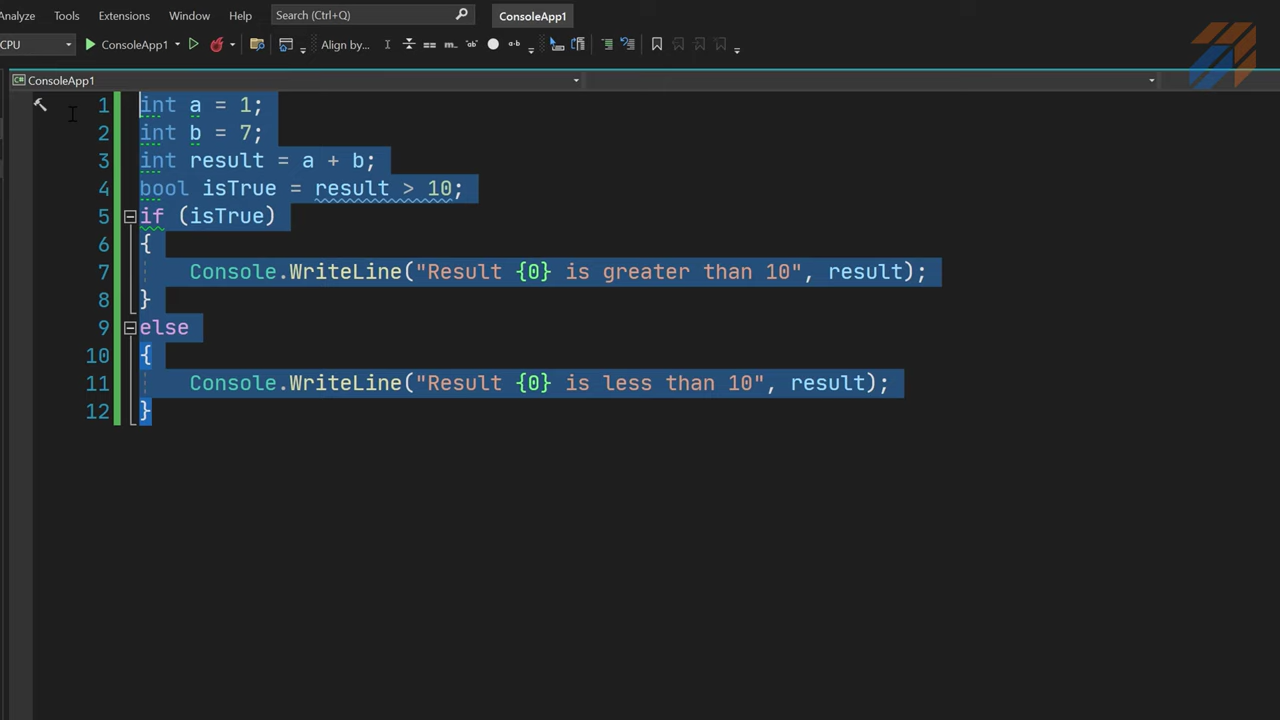 Analyze Tools Extensions Window Help Search (Ctrl+Q) ConsoleApp1
CPU ConsoleApp1 Align by...
ConsoleApp1
1 int a = 1;
2 int b = 7;
3 int result = a + b;
4 bool isTrue = result > 10;
5 if (isTrue)
6 {
7 Console.WriteLine("Result {0} is greater than 10", result);
8 }
9 else
10 {
11 Console.WriteLine("Result {0} is less than 10", result);
12 }